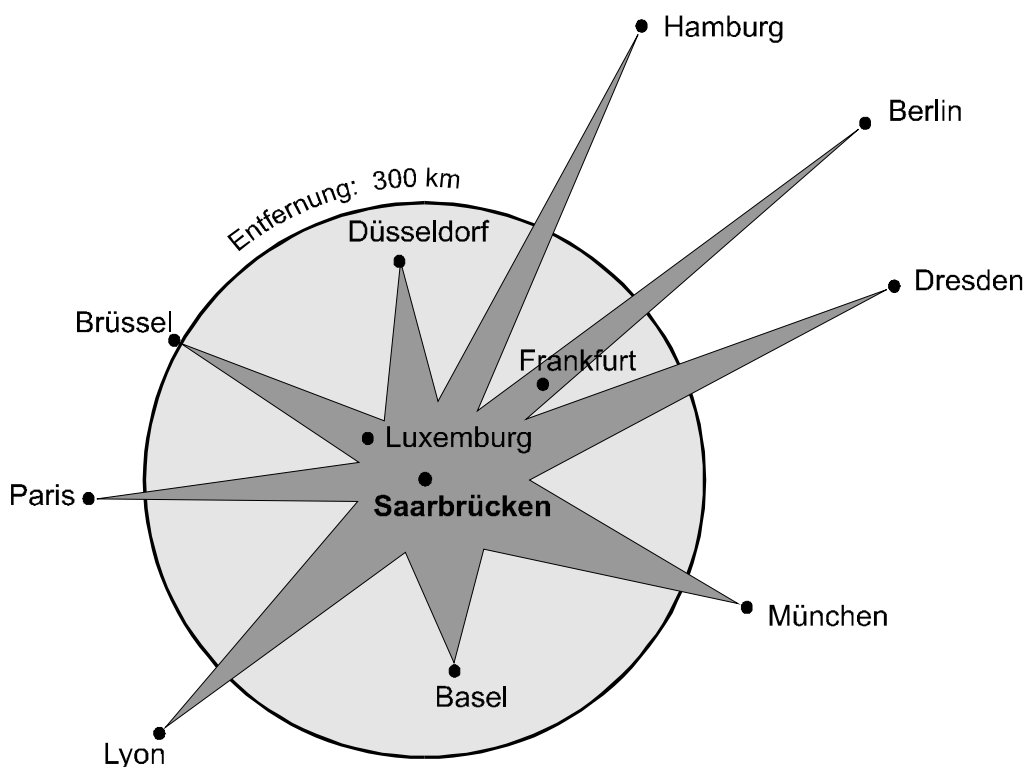 Hamburg
Berlin
Entfernung: 300 km
Düsseldorf
Dresden
Brüssel
Frankfurt
Luxemburg
Paris
Saarbrücken
München
Basel
Lyon